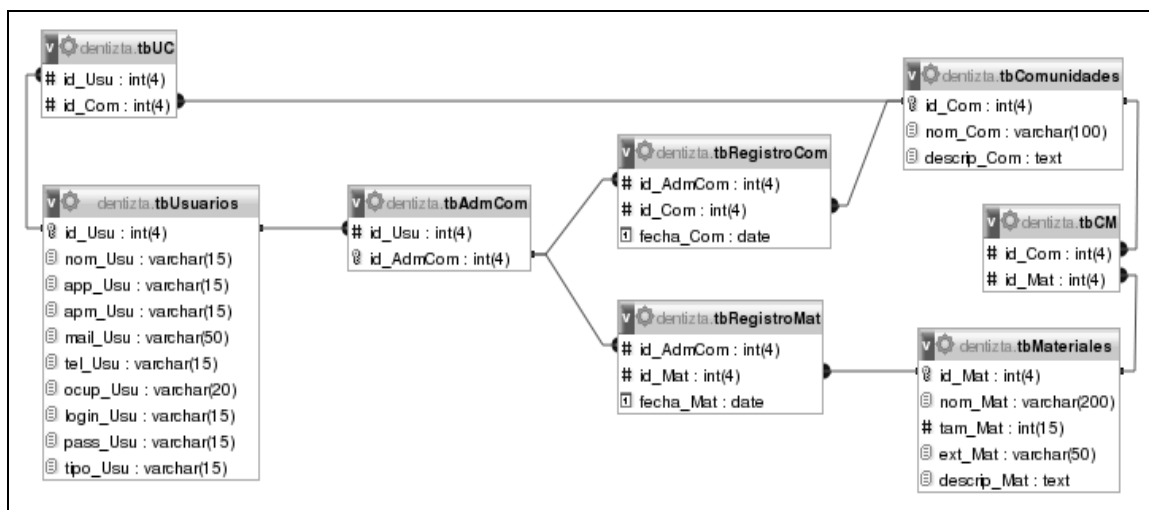 dentizta.tbUC
# id_Usu : int(4)
# id_Com : int(4)
dentizta.tbUsuarios
id_Usu : int(4)
nom_Usu : varchar(15)
app_Usu : varchar(15)
apm_Usu : varchar(15)
mail_Usu : varchar(50)
tel_Usu : varchar(15)
ocup_Usu : varchar(20)
login_Usu : varchar(15)
pass_Usu : varchar(15)
tipo_Usu : varchar(15)
dentizta.tbAdmCom
# id_Usu : int(4)
id_AdmCom : int(4)
dentizta.tbRegistroCom
# id_AdmCom : int(4)
# id_Com : int(4)
fecha_Com : date
dentizta.tbRegistroMat
# id_AdmCom : int(4)
# id_Mat : int(4)
fecha_Mat : date
dentizta.tbComunidades
id_Com : int(4)
nom_Com : varchar(100)
descrip_Com : text
dentizta.tbCM
# id_Com : int(4)
# id_Mat : int(4)
dentizta.tbMateriales
id_Mat : int(4)
nom_Mat : varchar(200)
# tam_Mat : int(15)
ext_Mat : varchar(50)
descrip_Mat : text